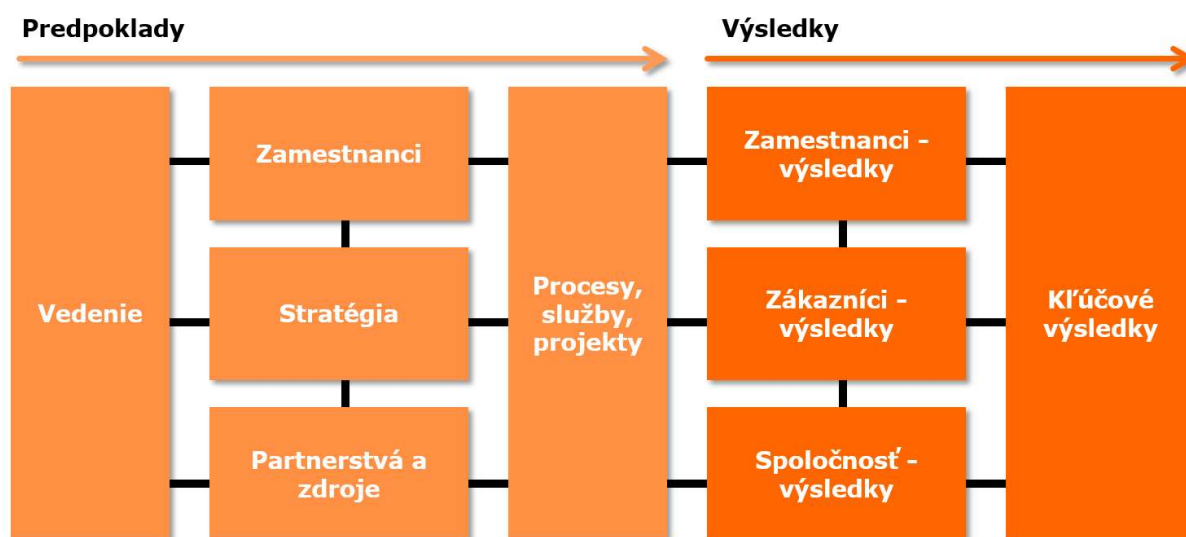 Predpoklady
Výsledky
Vedenie
Zamestnanci
Stratégia
Partnerstvá a
zdroje
Procesy,
služby,
projekty
Zamestnanci -
výsledky
Zákazníci -
výsledky
Spoločnosť -
výsledky
Kľúčové
výsledky